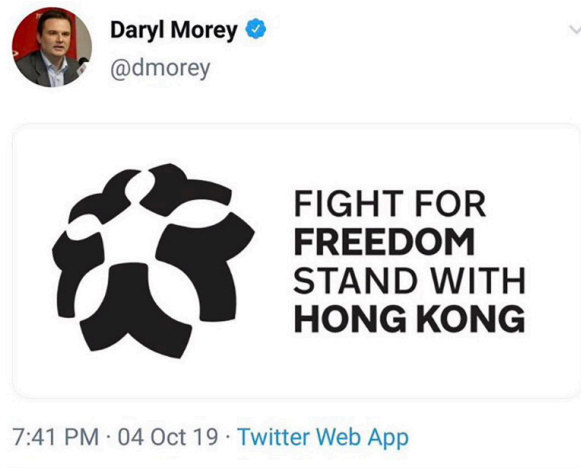 Daryl Morey
@dmorey
FIGHT FOR
FREEDOM
STAND WITH
HONG KONG
7:41 PM · 04 Oct 19 · Twitter Web App